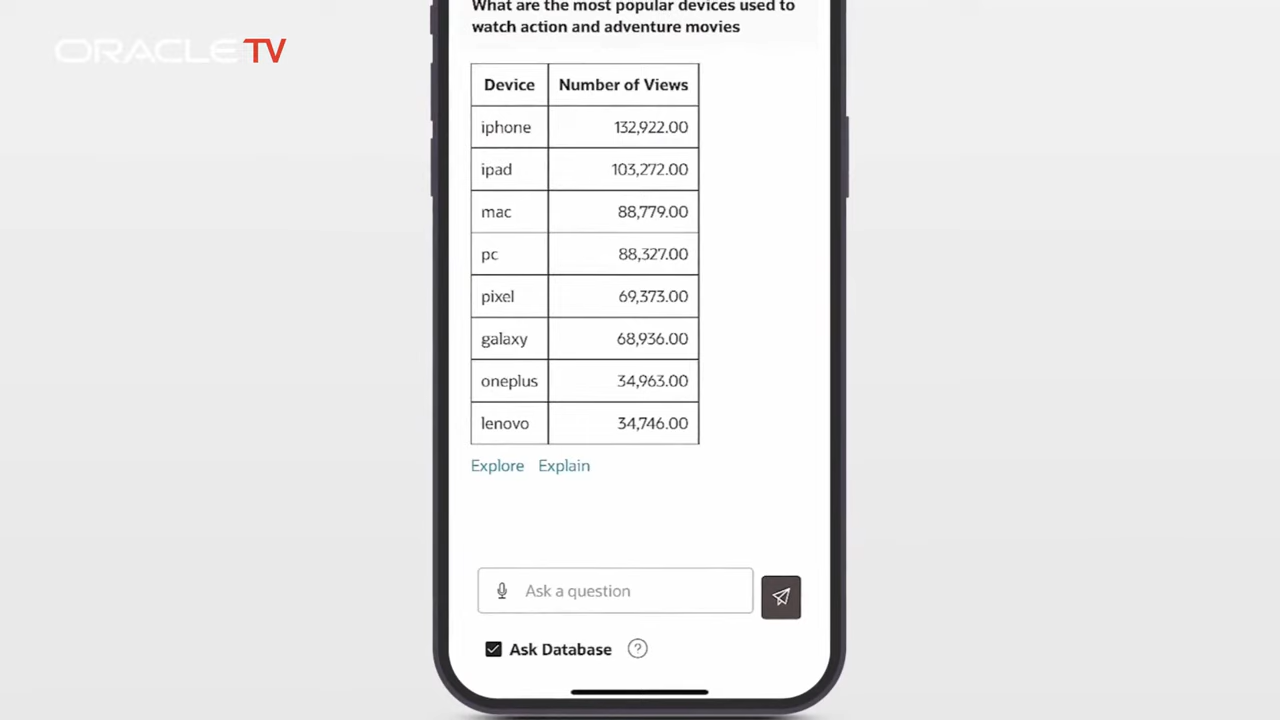 ORACLE TV
What are the most popular devices used to
watch action and adventure movies
Device Number of Views
iphone 132,922.00
ipad 103,272.00
mac 88,779.00
pc 88,327.00
pixel 69,373.00
galaxy 68,936.00
oneplus 34,963.00
lenovo 34,746.00
Explore Explain
Ask a question
Ask Database ?